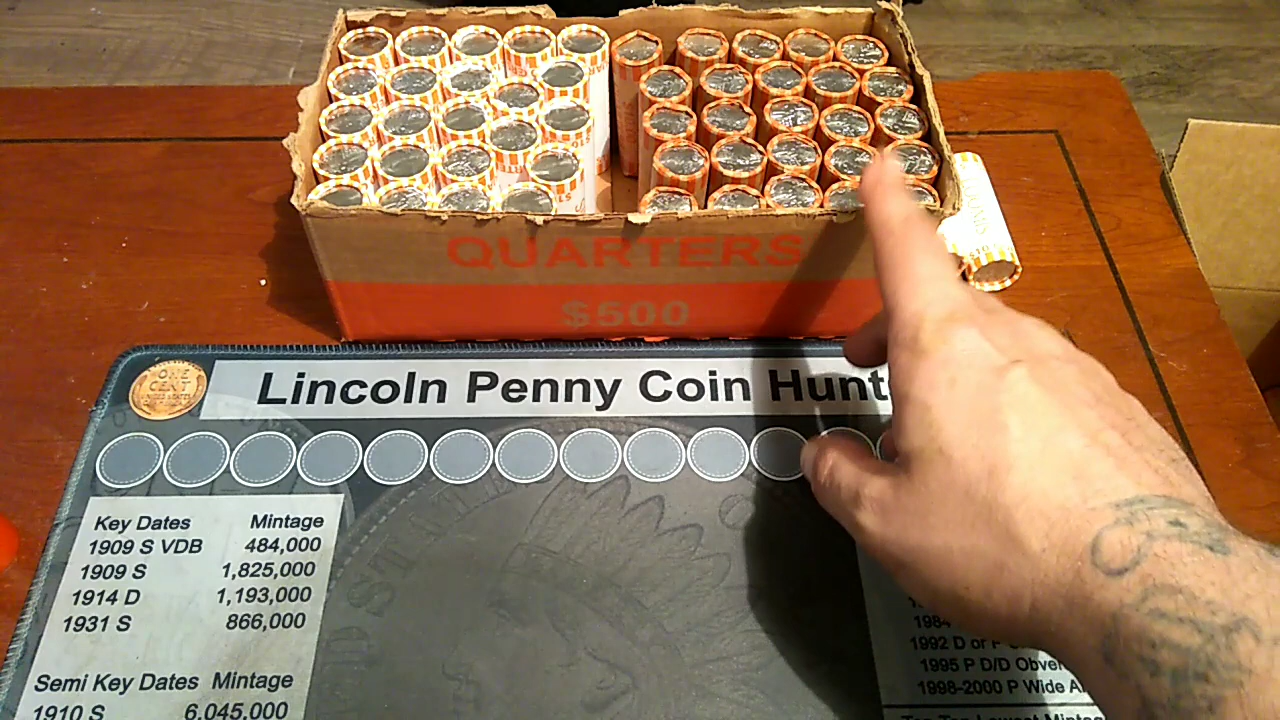 QUARTERS
$500
$10
ONE
CENT
Lincoln Penny Coin Hunt
Key Dates Mintage
1909 S VDB 484,000
1909 S 1,825,000
1914 D 1,193,000
1931 S 866,000
Semi Key Dates Mintage
1910 S 6,045,000
1984
1992 D or P
1995 P D/D Obver
1998-2000 P Wide A